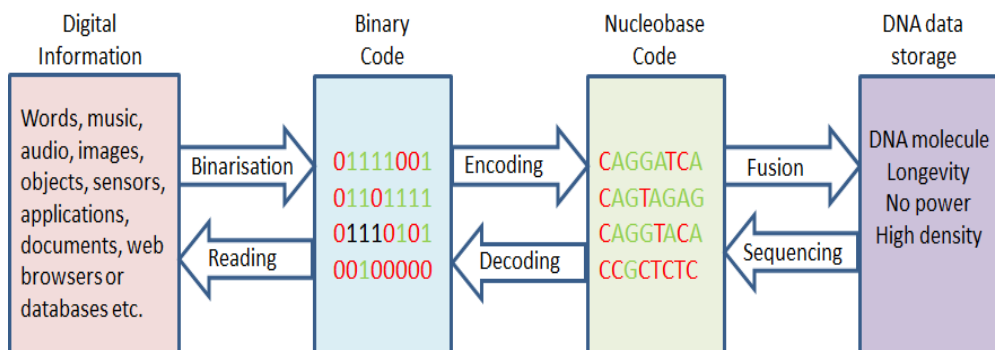 Digital
Information
Binary
Code
Nucleobase
Code
DNA data
storage
Words, music,
audio, images,
objects, sensors,
applications,
documents, web
browsers or
databases etc.
Binarisation
Reading
01111001
01101111
01110101
00100000
Encoding
Decoding
CAGGATCA
CAGTAGAG
CAGGTACA
CCGCTCTC
Fusion
Sequencing
DNA molecule
Longevity
No power
High density